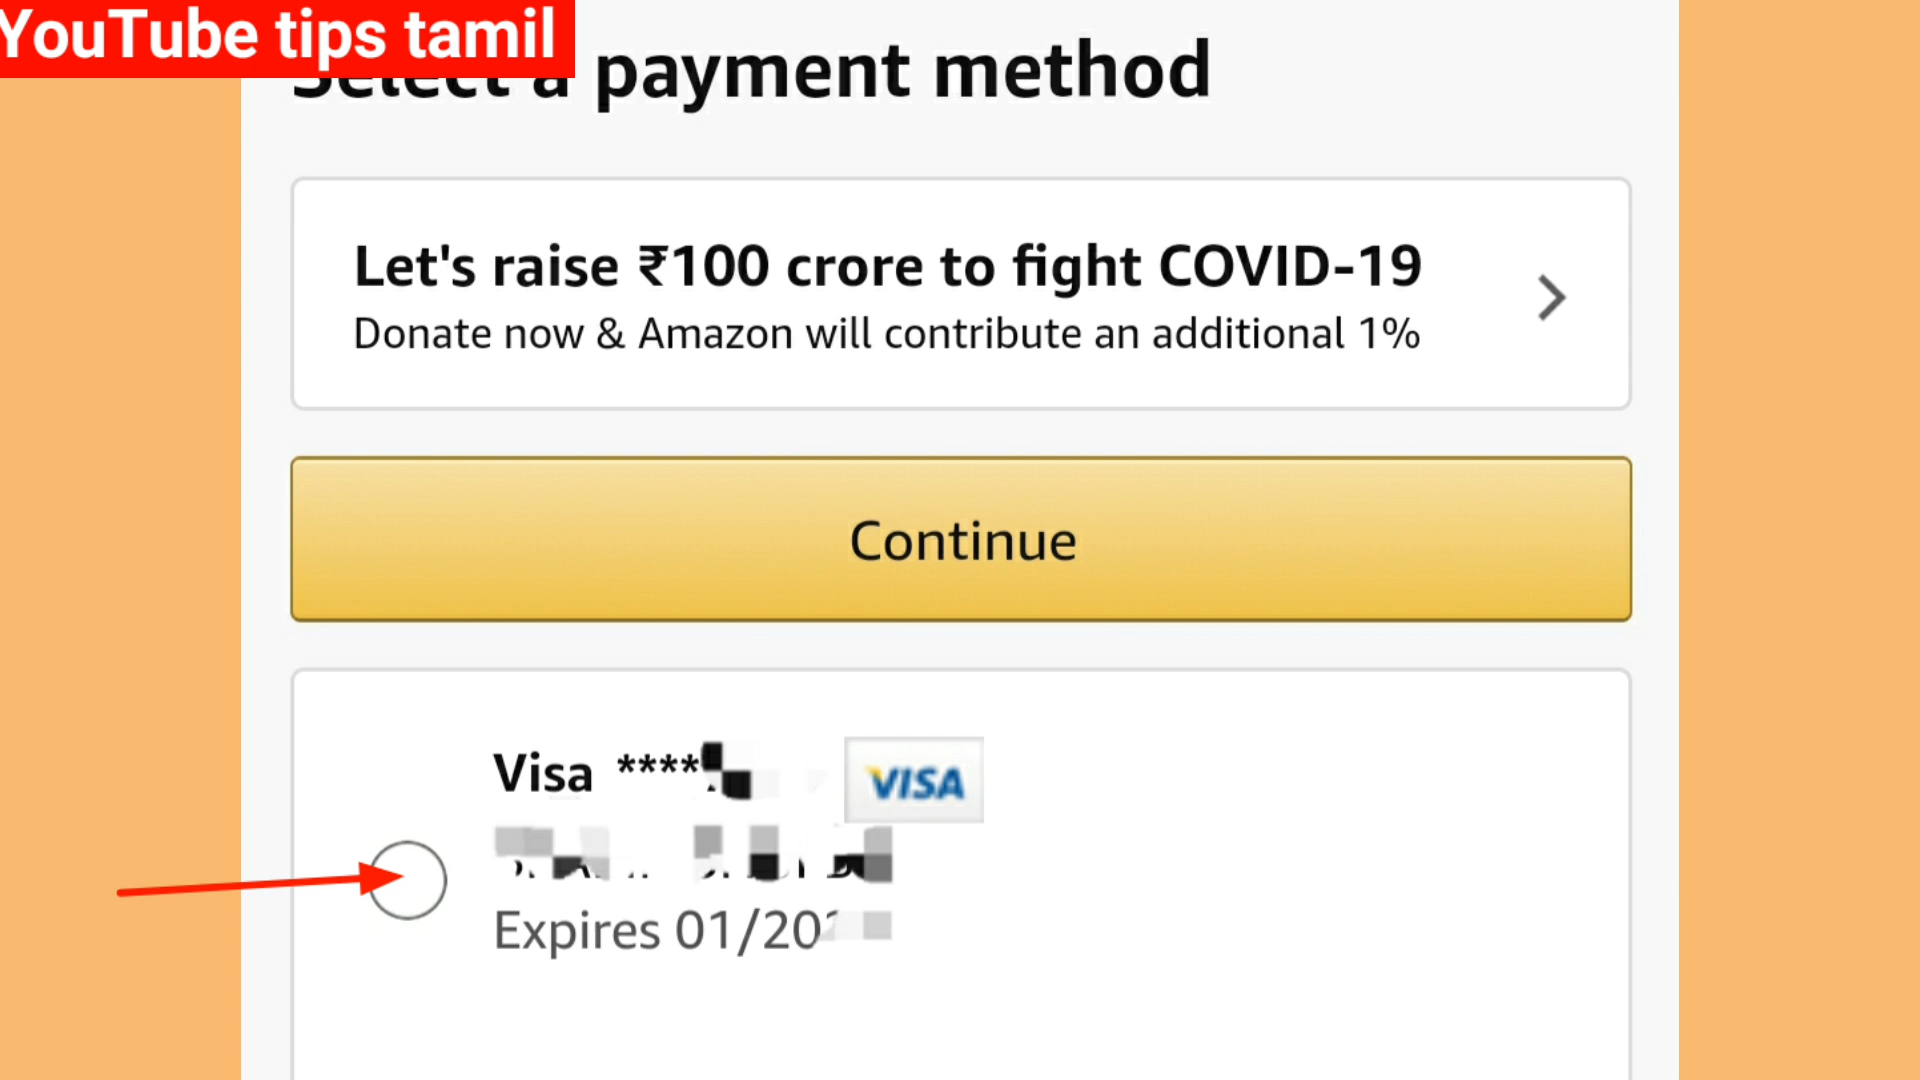 YouTube tips tamil
Select a payment method
Let's raise ₹100 crore to fight COVID-19
Donate now & Amazon will contribute an additional 1%
Continue
Visa ****
VISA
Expires 01/20